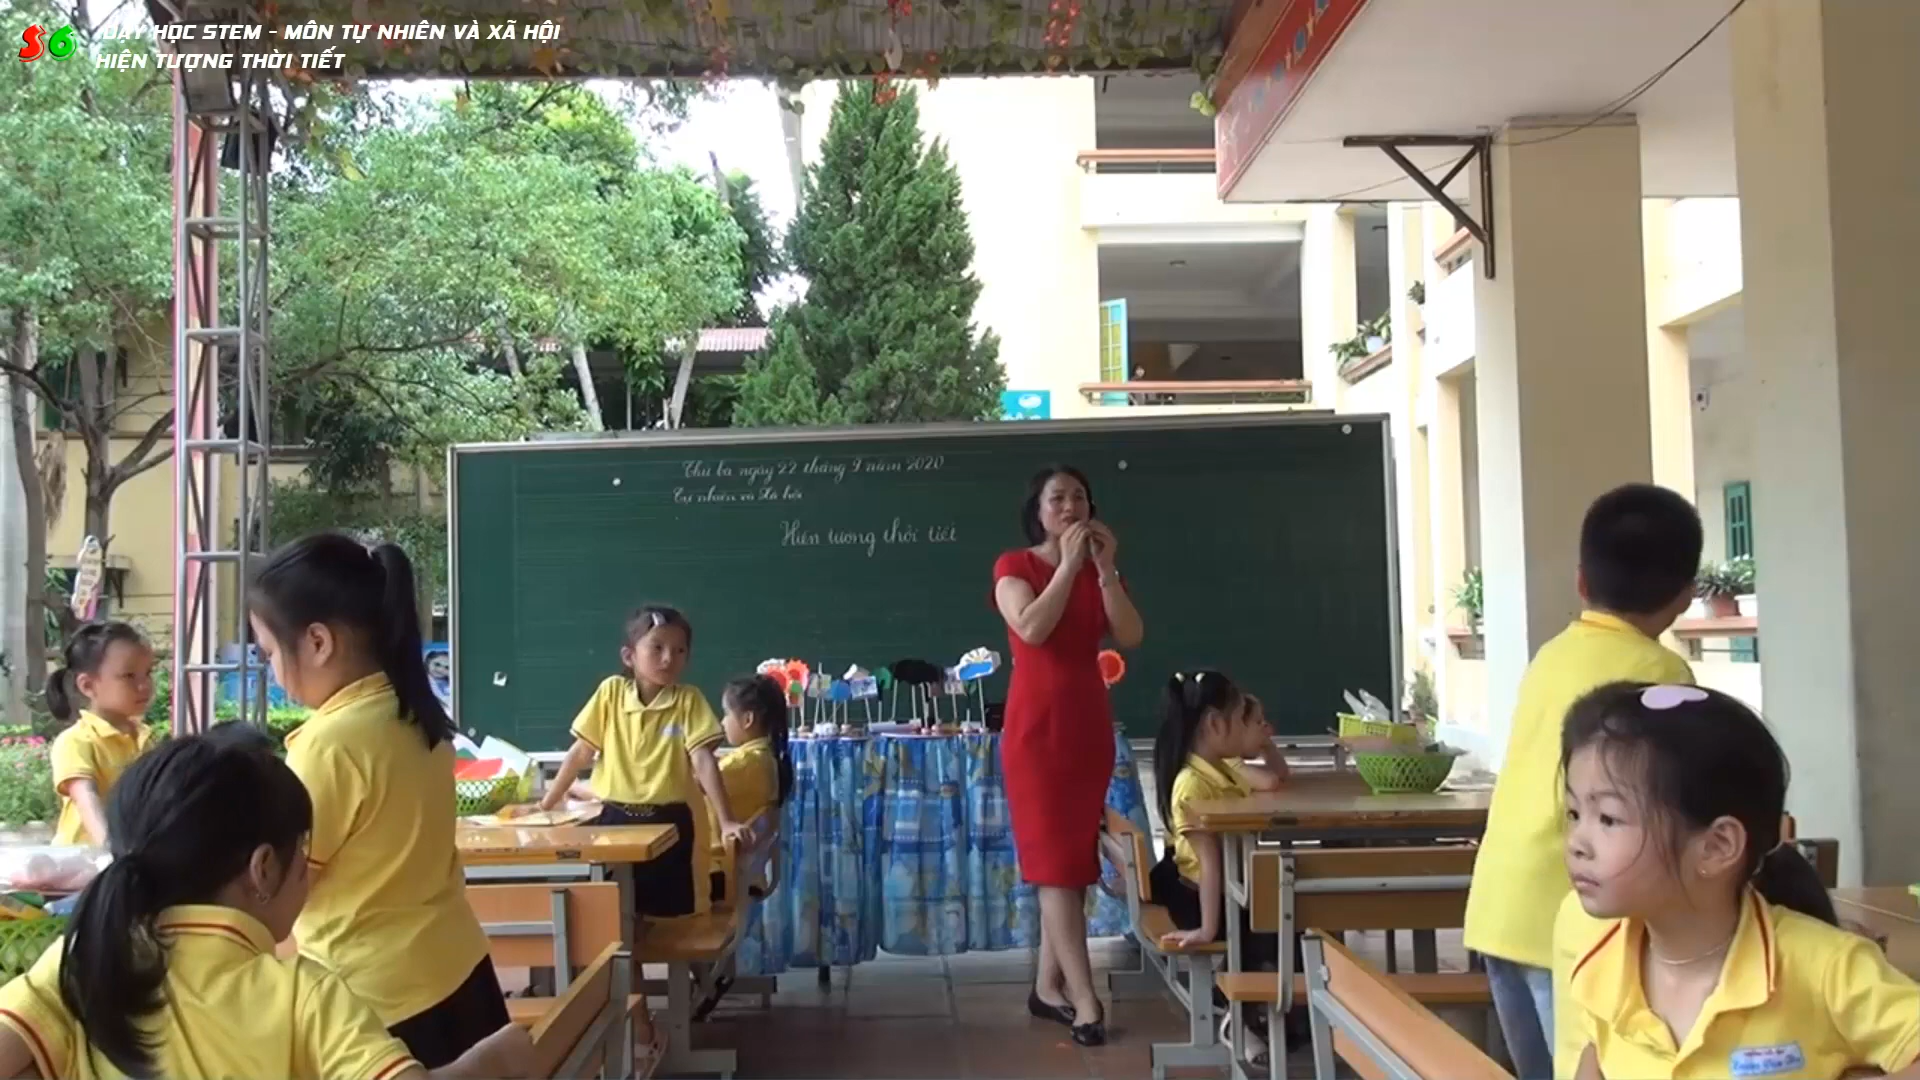 S6
DẠY HỌC STEM - MÔN TỰ NHIÊN VÀ XÃ HỘI
HIỆN TƯỢNG THỜI TIẾT
Thứ ba ngày 22 tháng 9 năm 2020
Tự nhiên và Xã hội
Hiện tượng thời tiết